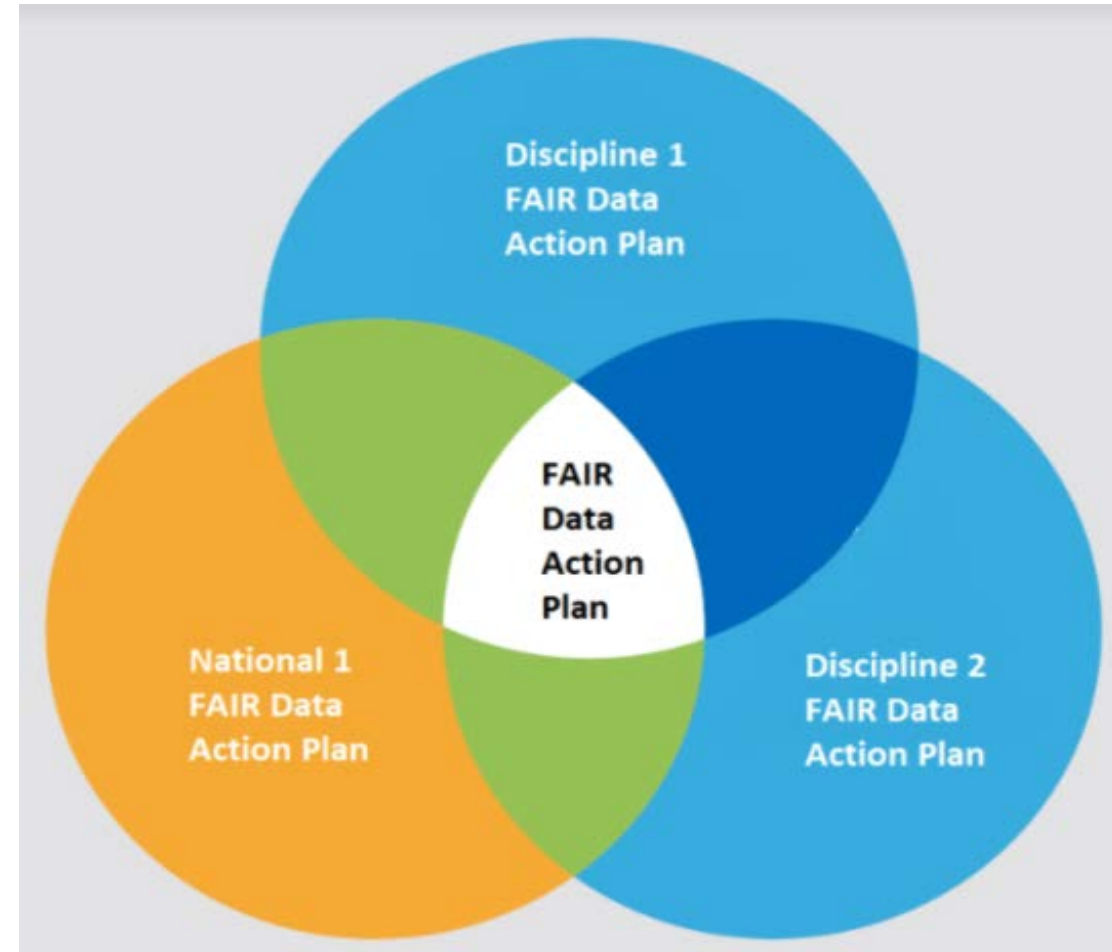 Discipline 1
FAIR Data
Action Plan
FAIR
Data
Action
Plan
National 1
FAIR Data
Action Plan
Discipline 2
FAIR Data
Action Plan